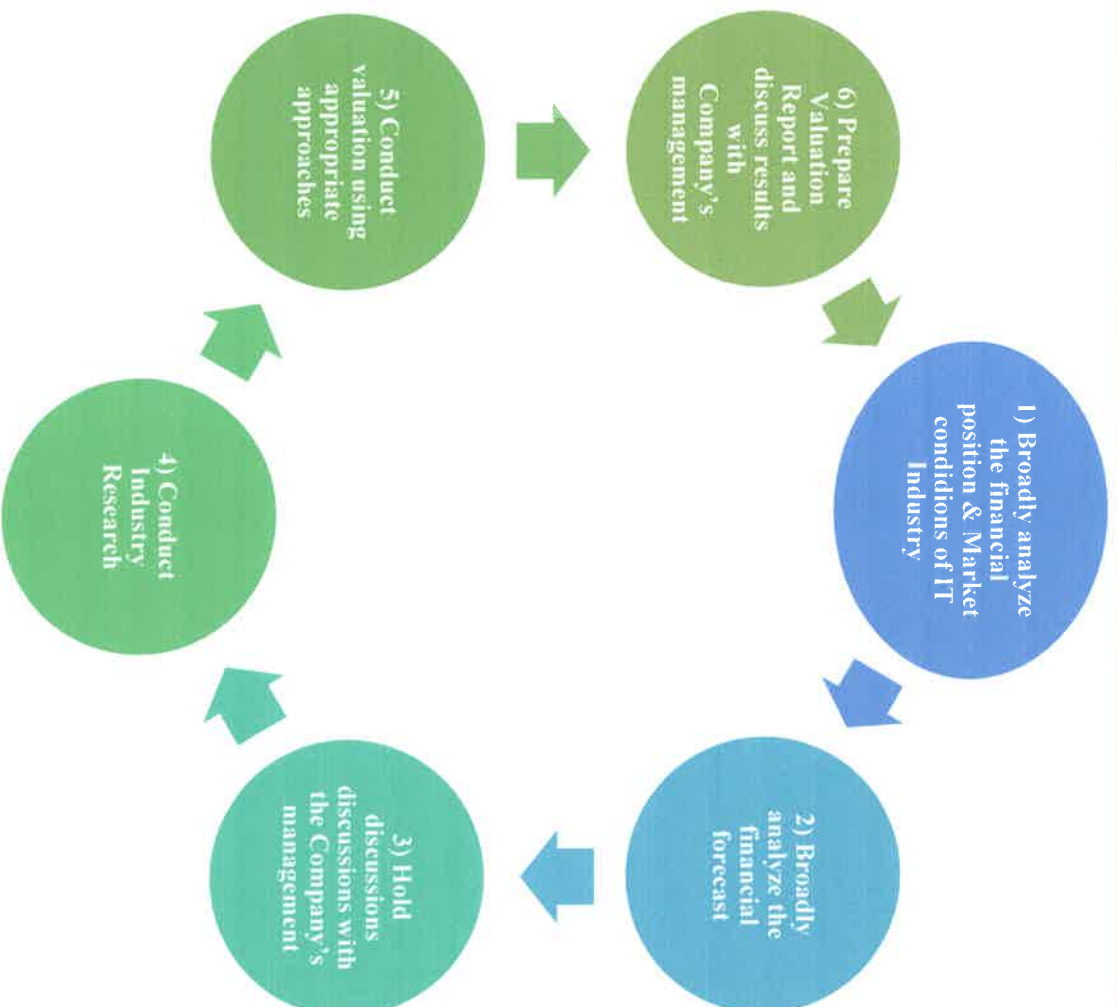 1) Broadly analyze
the financial
position & Market
condidions of IT
Industry
2) Broadly
analyze the
financial
forecast
3) Hold
discussions
discussions with
the Company's
management
4) Conduct
Industry
Research
5) Conduct
valuation using
appropriate
approaches
6) Prepare
Valuation
Report and
discuss results
with
Company's
management